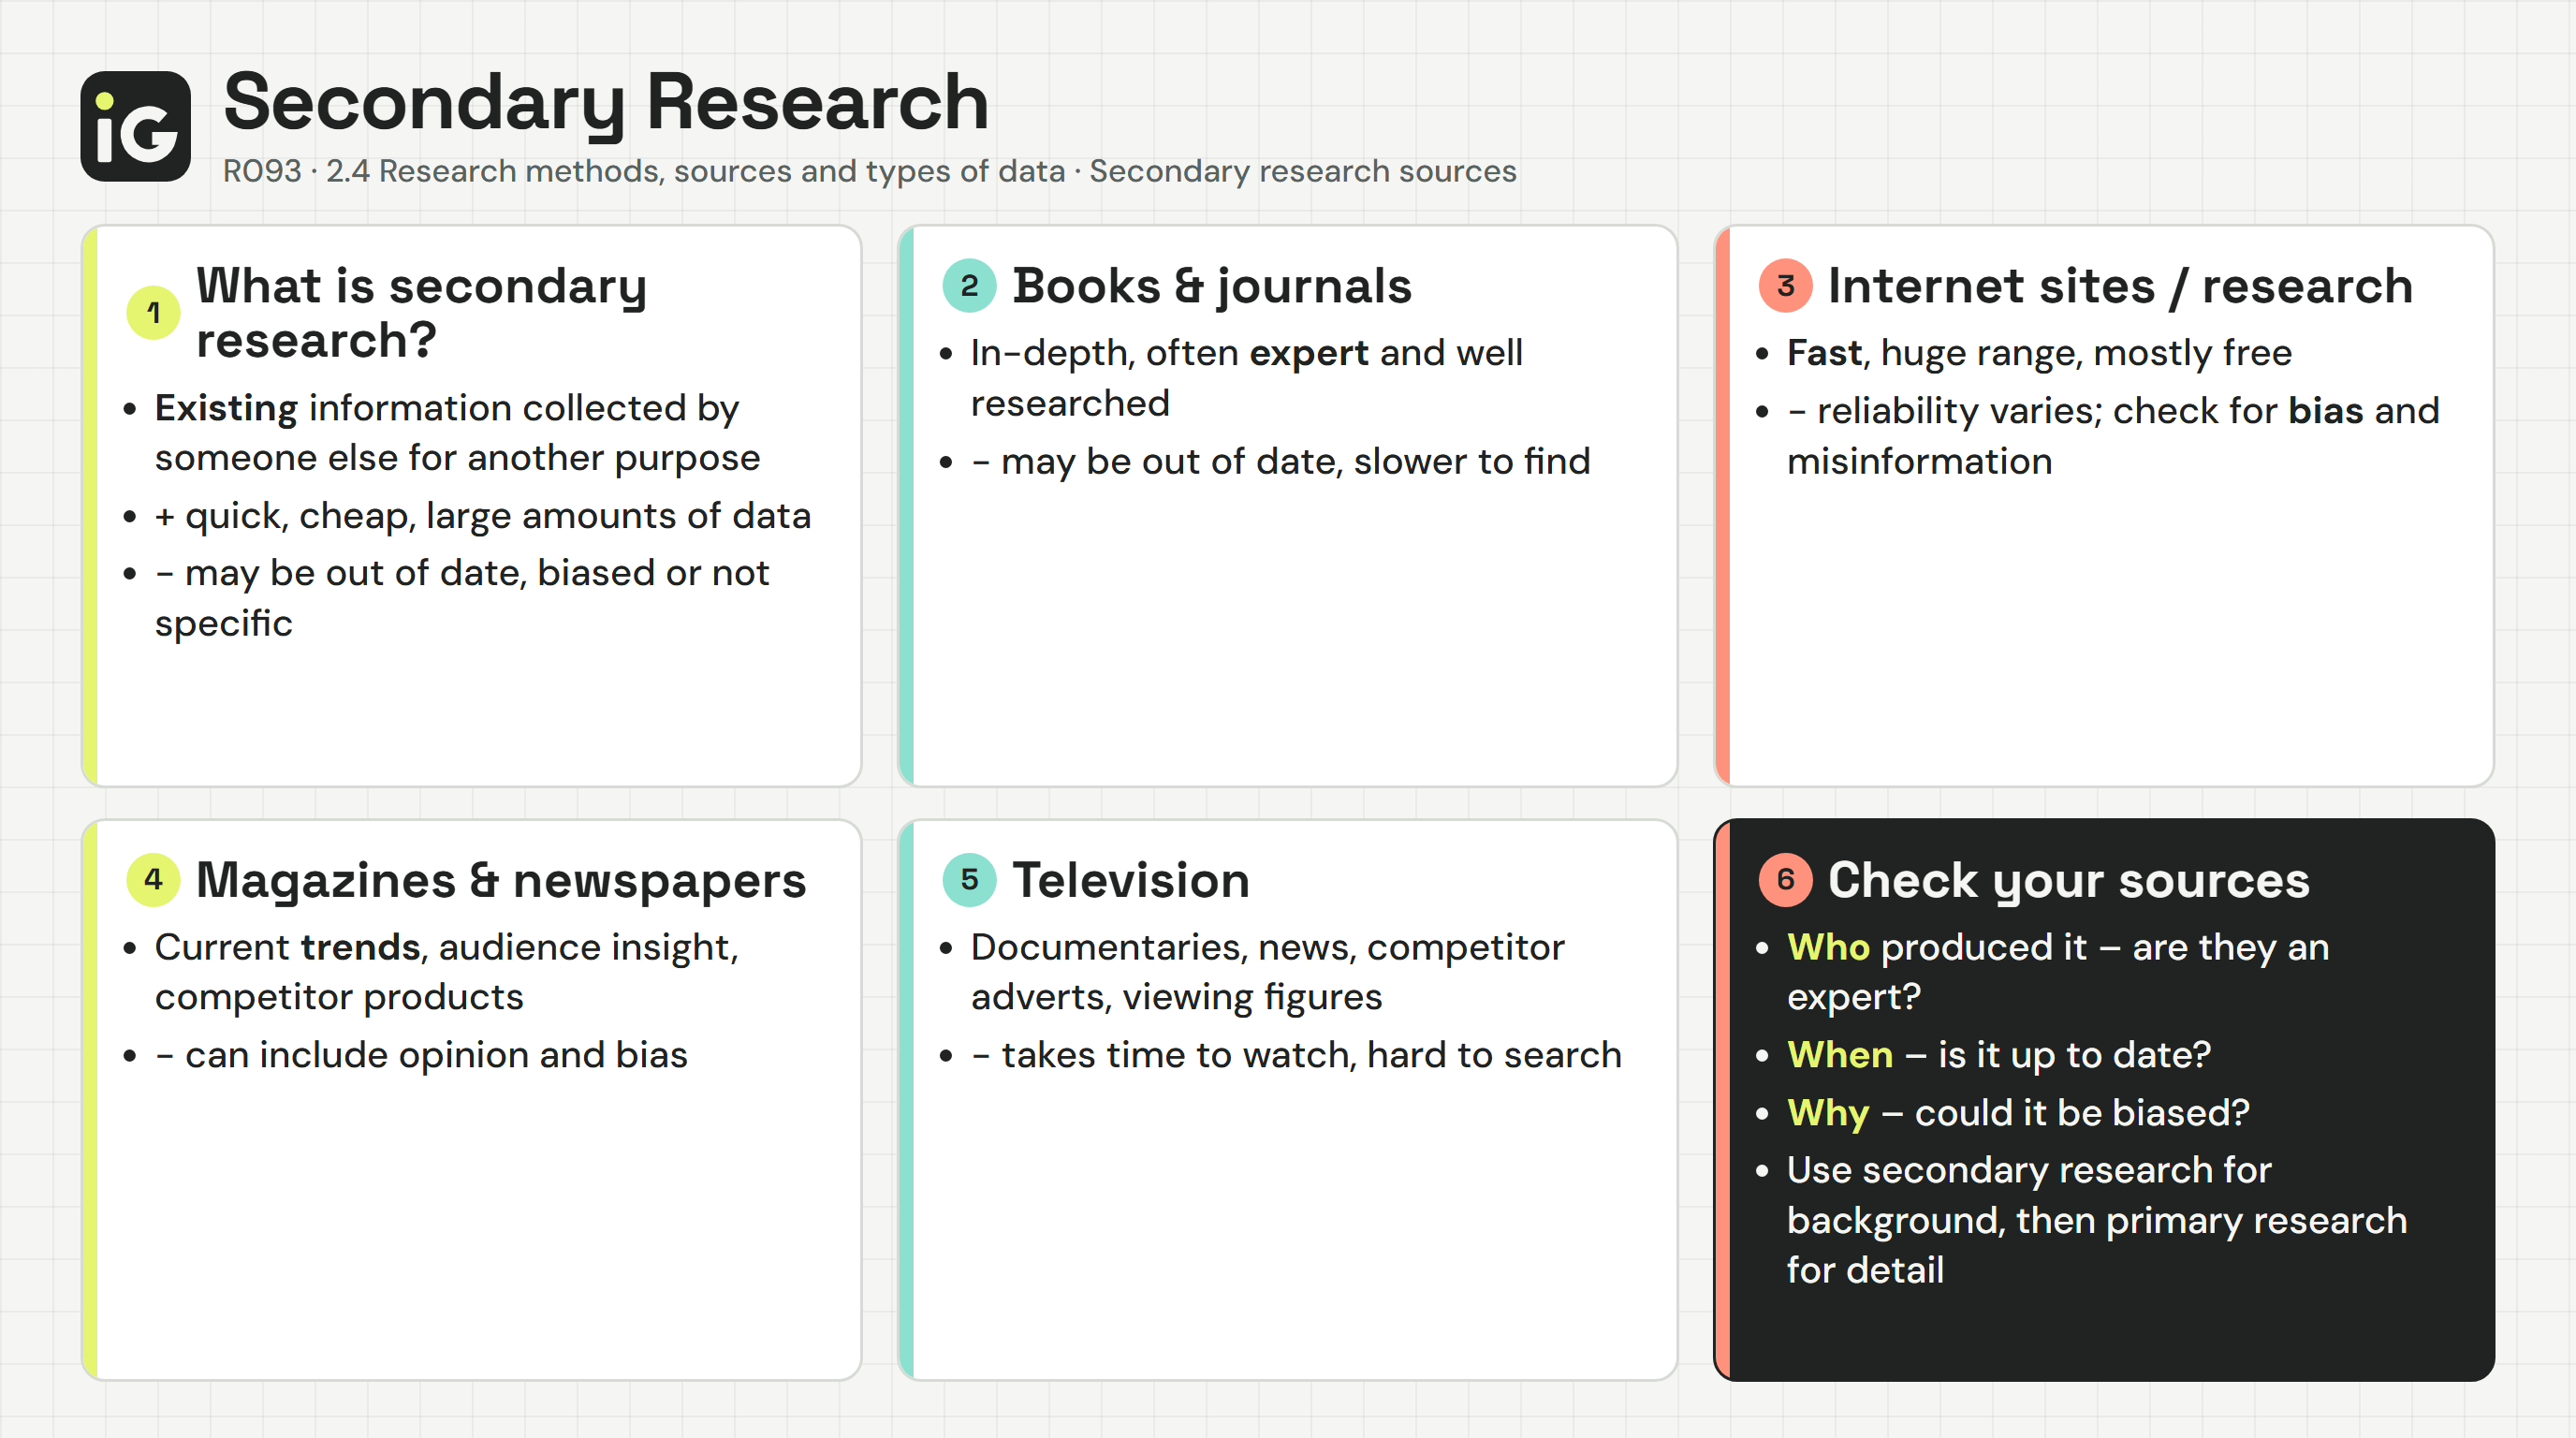 iG
Secondary Research
R093 · 2.4 Research methods, sources and types of data · Secondary research sources
1
What is secondary
research?
• Existing information collected by
someone else for another purpose
• + quick, cheap, large amounts of data
• − may be out of date, biased or not
specific
2
Books & journals
• In-depth, often expert and well
researched
• − may be out of date, slower to find
3
Internet sites / research
• Fast, huge range, mostly free
• − reliability varies; check for bias and
misinformation
4
Magazines & newspapers
• Current trends, audience insight,
competitor products
• − can include opinion and bias
5
Television
• Documentaries, news, competitor
adverts, viewing figures
• − takes time to watch, hard to search
6
Check your sources
• Who produced it – are they an
expert?
• When – is it up to date?
• Why – could it be biased?
• Use secondary research for
background, then primary research
for detail